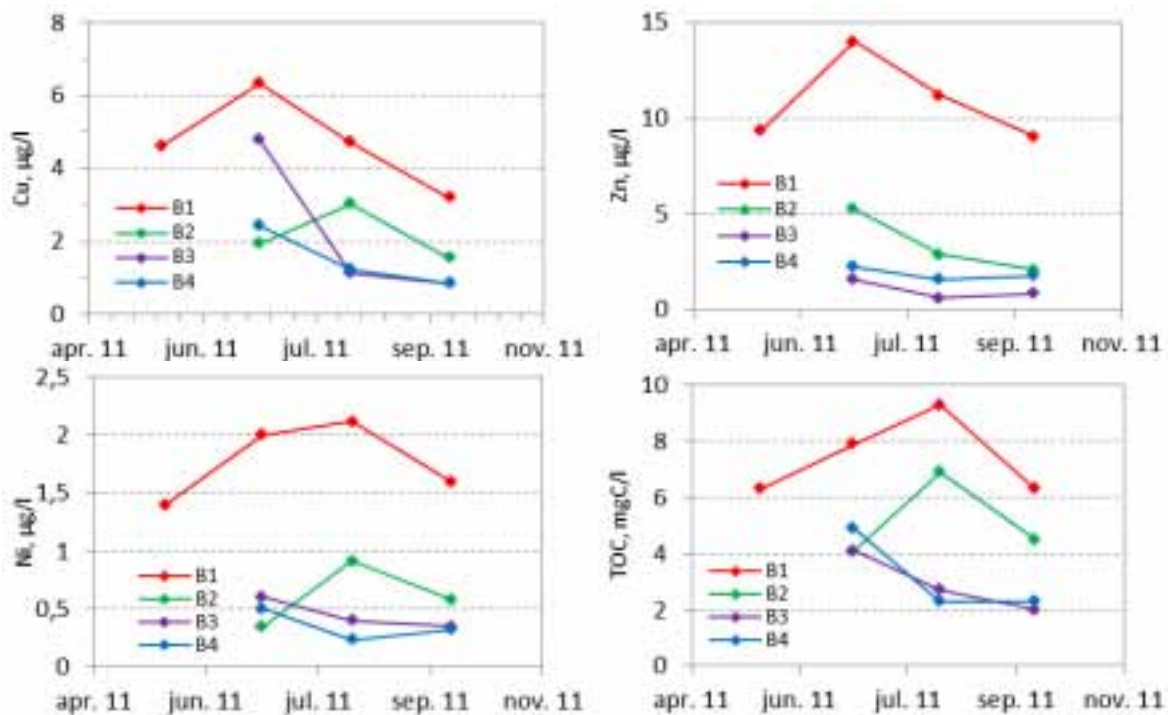 Cu, µg/l
8
6
4
2
0
B1
B2
B3
B4
apr. 11 jun. 11 jul. 11 sep. 11 nov. 11
Zn, µg/l
15
10
5
0
B1
B2
B3
B4
apr. 11 jun. 11 jul. 11 sep. 11 nov. 11
Ni, µg/l
2,5
2
1,5
1
0,5
0
B1
B2
B3
B4
apr. 11 jun. 11 jul. 11 sep. 11 nov. 11
TOC, mgC/l
10
8
6
4
2
0
B1
B2
B3
B4
apr. 11 jun. 11 jul. 11 sep. 11 nov. 11